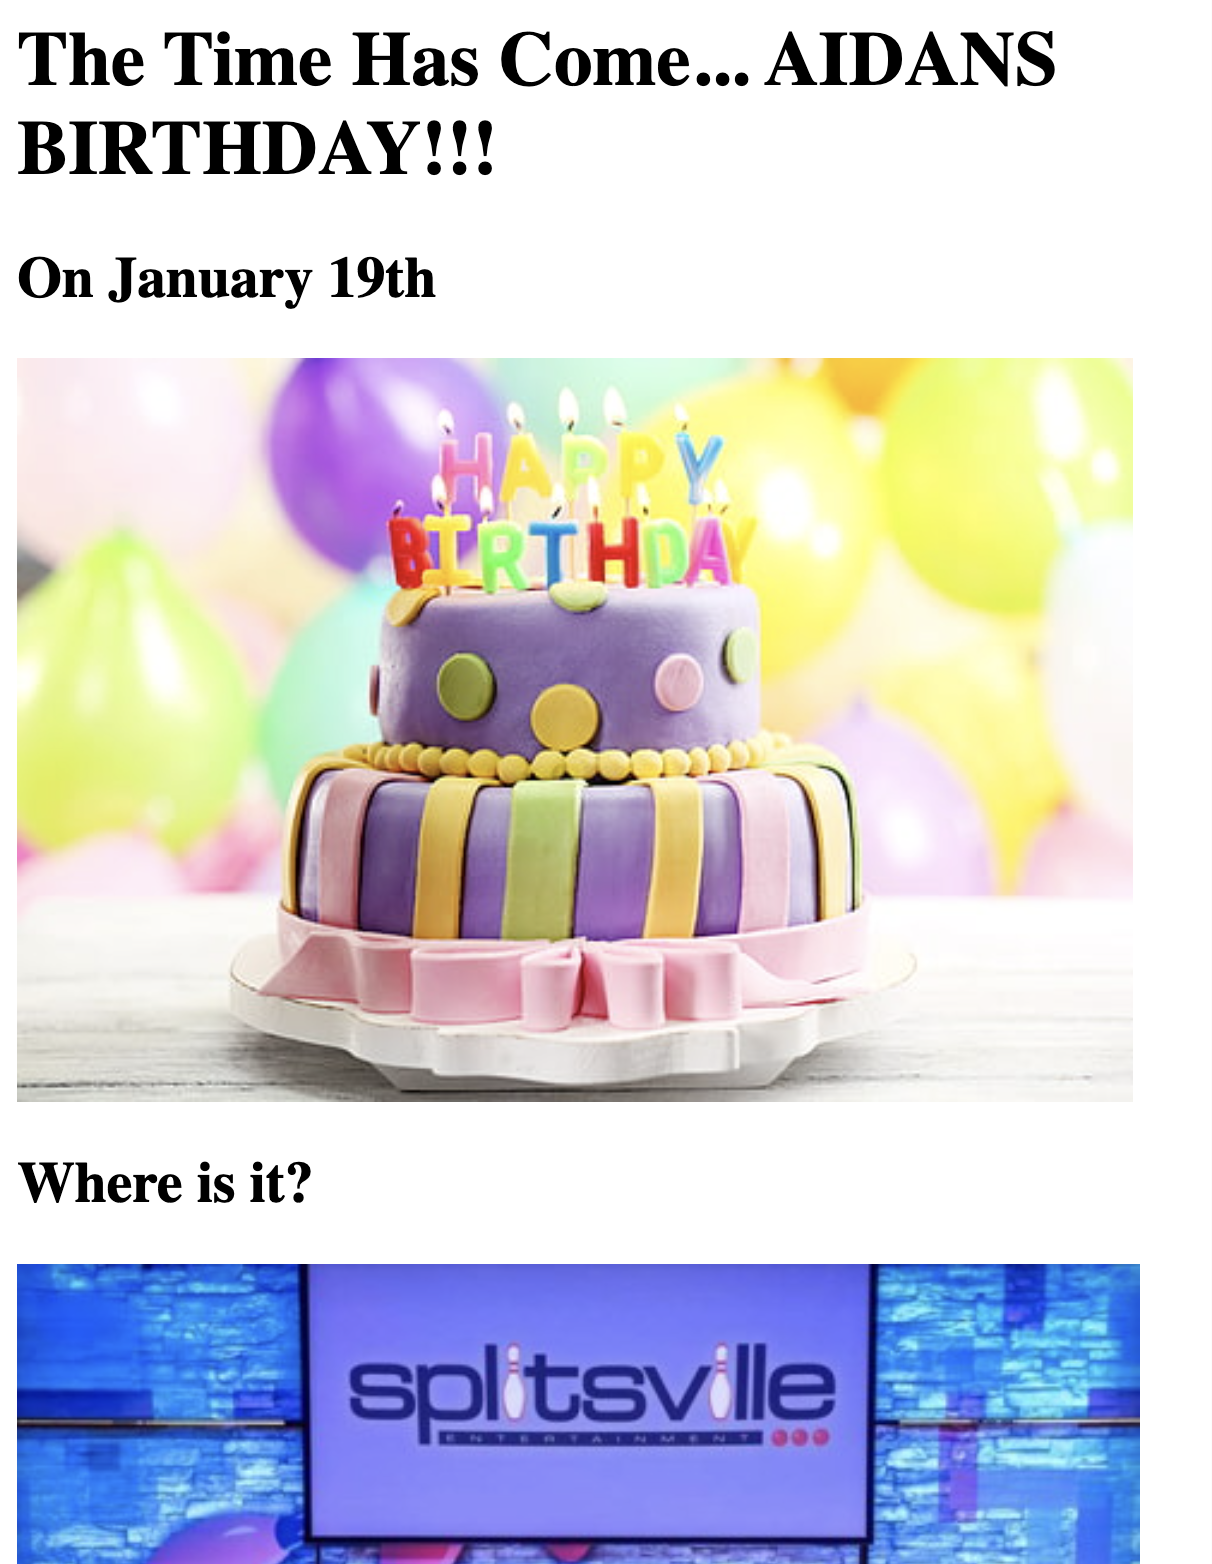 The Time Has Come... AIDANS
BIRTHDAY!!!
On January 19th
HAPPY
BIRTHDAY
Where is it?
splitsville
ENTERTAINMENT